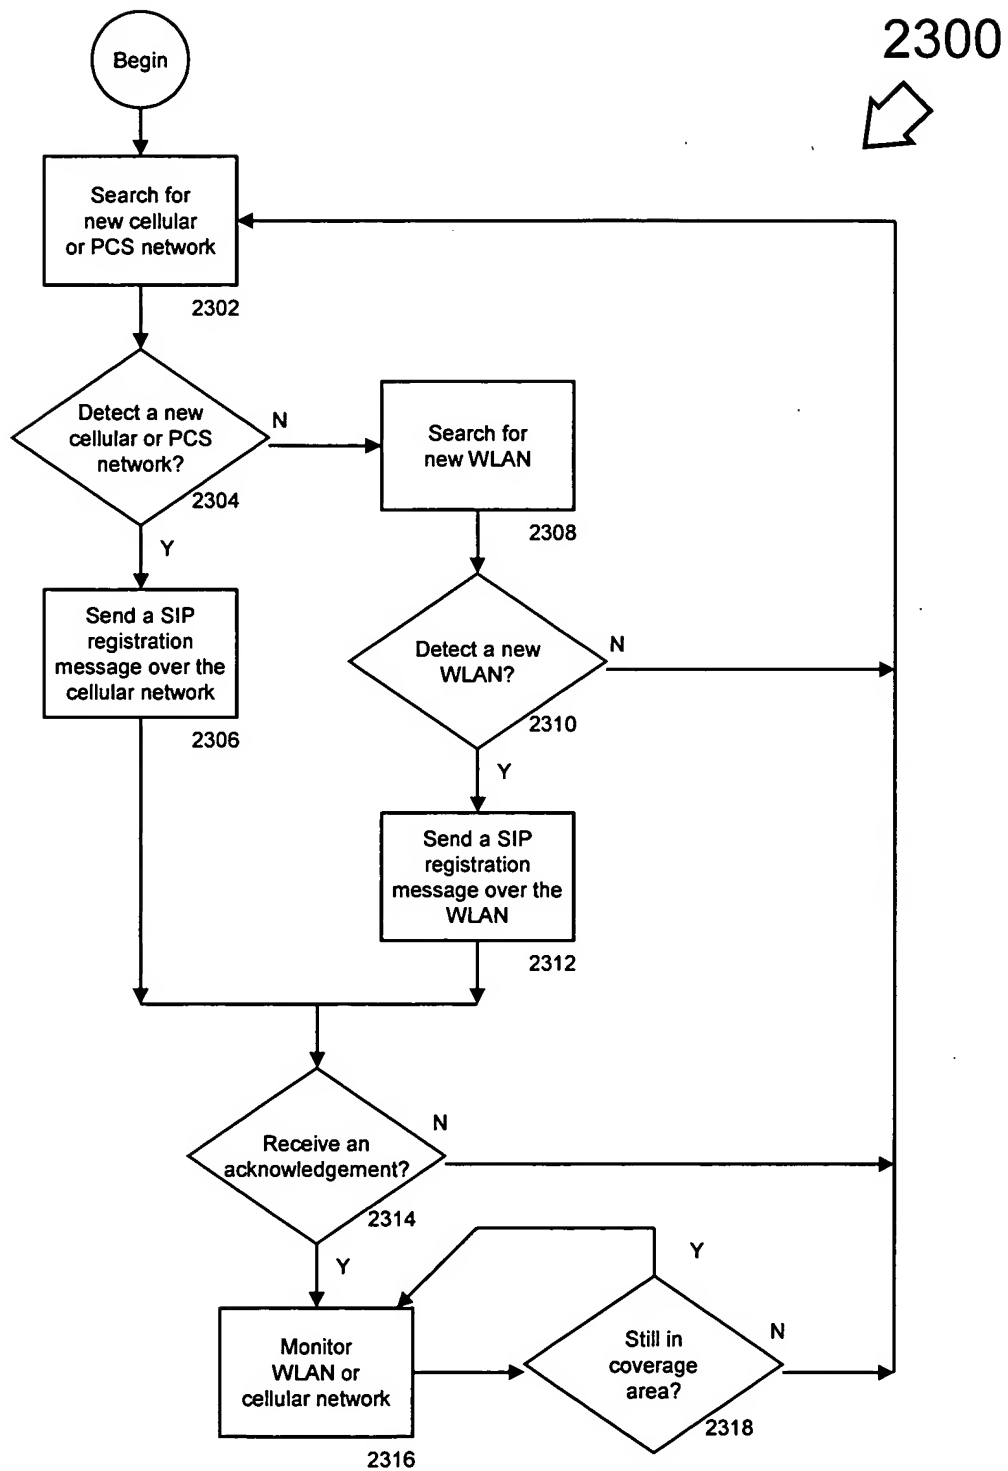 2300
Begin
Search for
new cellular
or PCS network
2302
Detect a new
cellular or PCS
network?
2304
N
Y
Search for
new WLAN
2308
Send a SIP
registration
message over the
cellular network
2306
Detect a new
WLAN?
2310
N
Y
Send a SIP
registration
message over the
WLAN
2312
Receive an
acknowledgement?
2314
N
Y
Monitor
WLAN or
cellular network
2316
Still in
coverage
area?
2318
Y
N